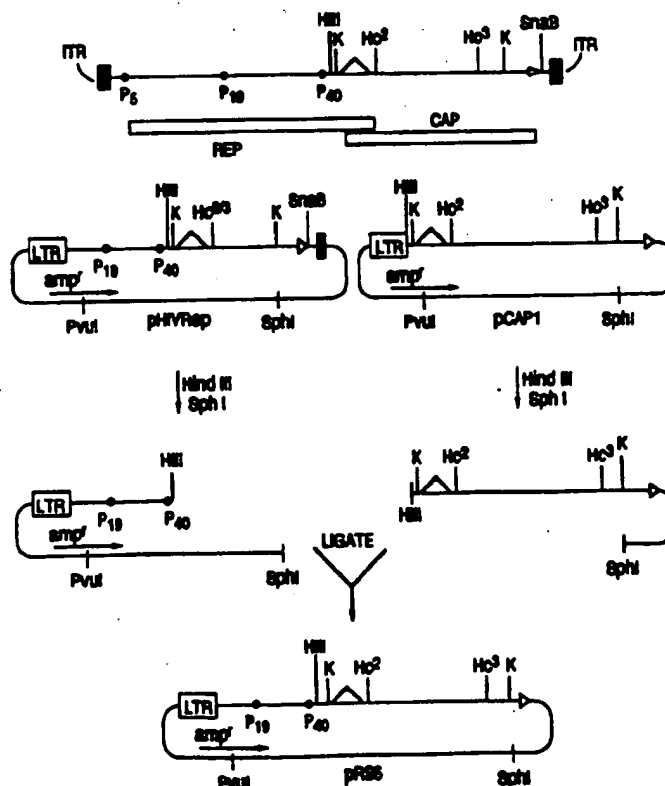 ITR HIII K Hc² Hc³ K SnaB ITR
P5 P19 P40
REP CAP
HIII K Hc²/³ K SnaB
LTR P19 P40
ampr
PvuI pHIVRep SphI
HIII K Hc² Hc³ K
LTR
ampr
PvuI pCAP1 SphI
Hind III
Sph I
Hind III
Sph I
HIII
LTR P19 P40
ampr
PvuI SphI
K Hc² Hc³ K
HIII
SphI
LIGATE
HIII K Hc² Hc³ K
LTR P19 P40
ampr
PvuI SphI